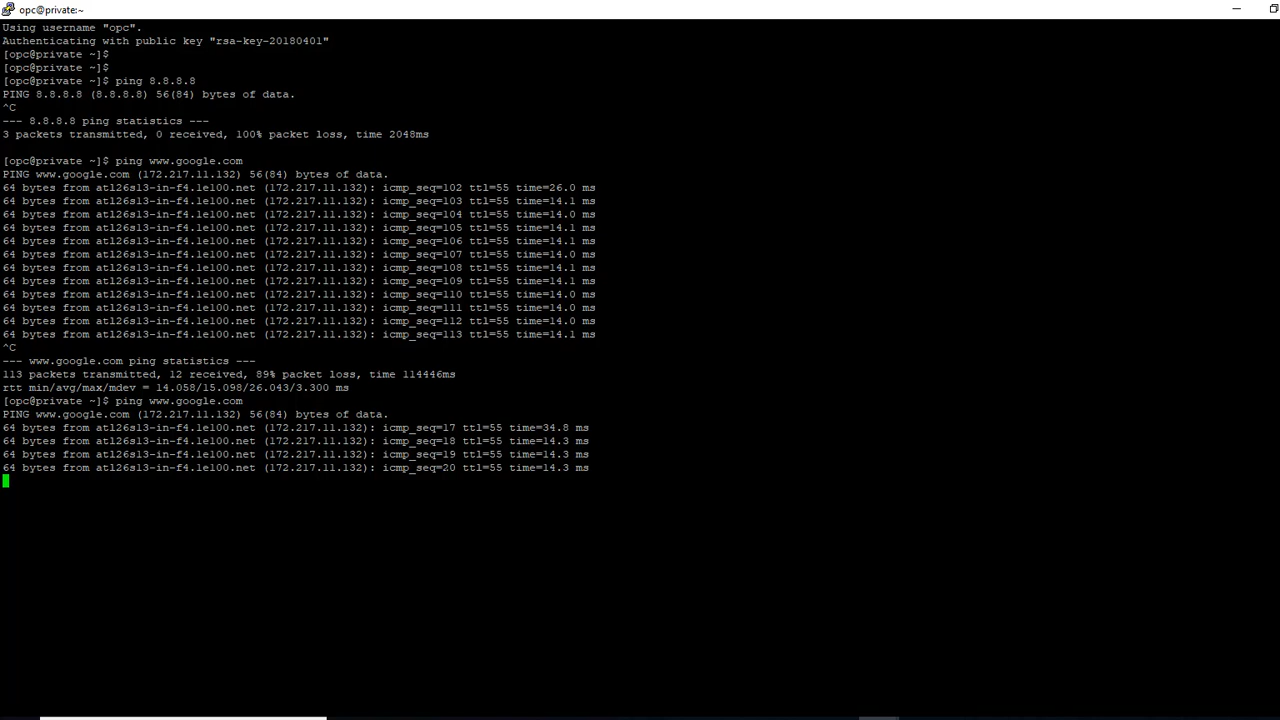 opc@private:~
Using username "opc".
Authenticating with public key "rsa-key-20180401"
[opc@private ~]$
[opc@private ~]$
[opc@private ~]$ ping 8.8.8.8
PING 8.8.8.8 (8.8.8.8) 56(84) bytes of data.
^C
--- 8.8.8.8 ping statistics ---
3 packets transmitted, 0 received, 100% packet loss, time 2048ms
[opc@private ~]$ ping www.google.com
PING www.google.com (172.217.11.132) 56(84) bytes of data.
64 bytes from atl26s13-in-f4.1e100.net (172.217.11.132): icmp_seq=102 ttl=55 time=26.0 ms
64 bytes from atl26s13-in-f4.1e100.net (172.217.11.132): icmp_seq=103 ttl=55 time=14.1 ms
64 bytes from atl26s13-in-f4.1e100.net (172.217.11.132): icmp_seq=104 ttl=55 time=14.0 ms
64 bytes from atl26s13-in-f4.1e100.net (172.217.11.132): icmp_seq=105 ttl=55 time=14.1 ms
64 bytes from atl26s13-in-f4.1e100.net (172.217.11.132): icmp_seq=106 ttl=55 time=14.1 ms
64 bytes from atl26s13-in-f4.1e100.net (172.217.11.132): icmp_seq=107 ttl=55 time=14.0 ms
64 bytes from atl26s13-in-f4.1e100.net (172.217.11.132): icmp_seq=108 ttl=55 time=14.1 ms
64 bytes from atl26s13-in-f4.1e100.net (172.217.11.132): icmp_seq=109 ttl=55 time=14.1 ms
64 bytes from atl26s13-in-f4.1e100.net (172.217.11.132): icmp_seq=110 ttl=55 time=14.0 ms
64 bytes from atl26s13-in-f4.1e100.net (172.217.11.132): icmp_seq=111 ttl=55 time=14.0 ms
64 bytes from atl26s13-in-f4.1e100.net (172.217.11.132): icmp_seq=112 ttl=55 time=14.0 ms
64 bytes from atl26s13-in-f4.1e100.net (172.217.11.132): icmp_seq=113 ttl=55 time=14.1 ms
^C
--- www.google.com ping statistics ---
113 packets transmitted, 12 received, 89% packet loss, time 114446ms
rtt min/avg/max/mdev = 14.058/15.098/26.043/3.300 ms
[opc@private ~]$ ping www.google.com
PING www.google.com (172.217.11.132) 56(84) bytes of data.
64 bytes from atl26s13-in-f4.1e100.net (172.217.11.132): icmp_seq=17 ttl=55 time=34.8 ms
64 bytes from atl26s13-in-f4.1e100.net (172.217.11.132): icmp_seq=18 ttl=55 time=14.3 ms
64 bytes from atl26s13-in-f4.1e100.net (172.217.11.132): icmp_seq=19 ttl=55 time=14.3 ms
64 bytes from atl26s13-in-f4.1e100.net (172.217.11.132): icmp_seq=20 ttl=55 time=14.3 ms